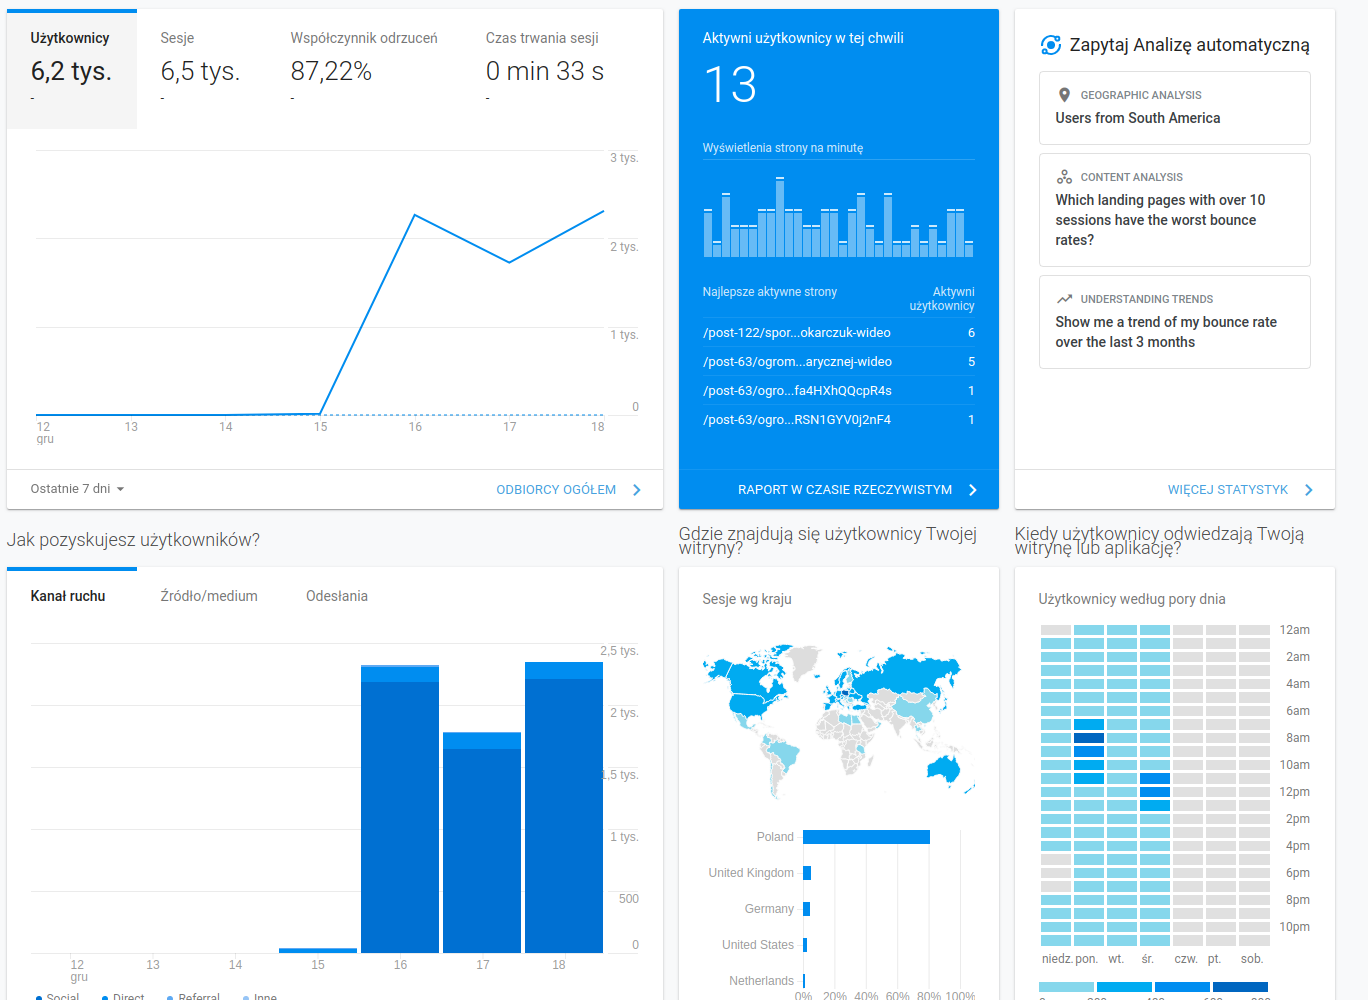 Użytkownicy
6,2 tys.
-
Sesje
6,5 tys.
-
Współczynnik odrzuceń
87,22%
-
Czas trwania sesji
0 min 33 s
-
3 tys.
2 tys.
1 tys.
0
12
gru
13
14
15
16
17
18
Ostatnie 7 dni
ODBIORCY OGÓŁEM
Aktywni użytkownicy w tej chwili
13
Wyświetlenia strony na minutę
Najlepsze aktywne strony
Aktywni
użytkownicy
/post-122/spor...okarczuk-wideo 6
/post-63/ogrom...arycznej-wideo 5
/post-63/ogro...fa4HXhQQcpR4s 1
/post-63/ogro...RSN1GYV0j2nF4 1
RAPORT W CZASIE RZECZYWISTYM
Zapytaj Analizę automatyczną
GEOGRAPHIC ANALYSIS
Users from South America
CONTENT ANALYSIS
Which landing pages with over 10
sessions have the worst bounce
rates?
UNDERSTANDING TRENDS
Show me a trend of my bounce rate
over the last 3 months
WIĘCEJ STATYSTYK
Jak pozyskujesz użytkowników?
Kanał ruchu
Źródło/medium
Odesłania
2,5 tys.
2 tys.
1,5 tys.
1 tys.
500
0
12
gru
13
14
15
16
17
18
Social
Direct
Referral
Inne
Gdzie znajdują się użytkownicy Twojej
witryny?
Sesje wg kraju
Poland
United Kingdom
Germany
United States
Netherlands
0% 20% 40% 60% 80% 100%
Kiedy użytkownicy odwiedzają Twoją
witrynę lub aplikację?
Użytkownicy według pory dnia
12am
2am
4am
6am
8am
10am
12pm
2pm
4pm
6pm
8pm
10pm
niedz. pon. wt. śr. czw. pt. sob.